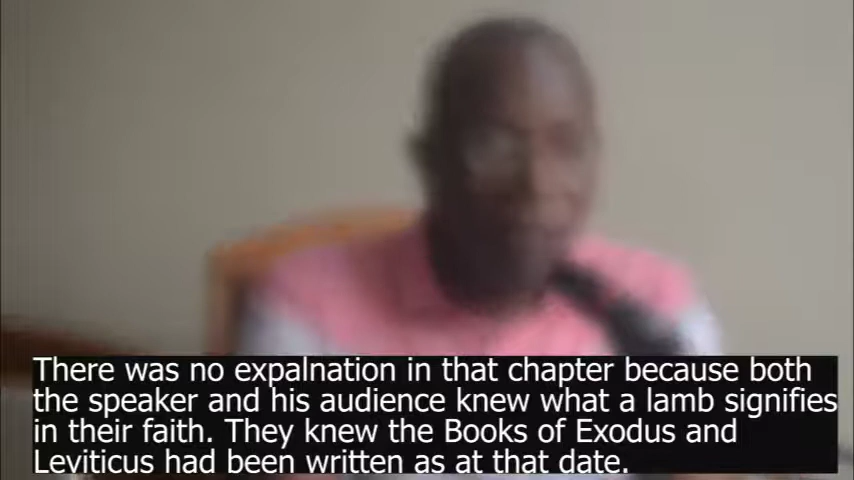 There was no expalnation in that chapter because both
the speaker and his audience knew what a lamb signifies
in their faith. They knew the Books of Exodus and
Leviticus had been written as at that date.